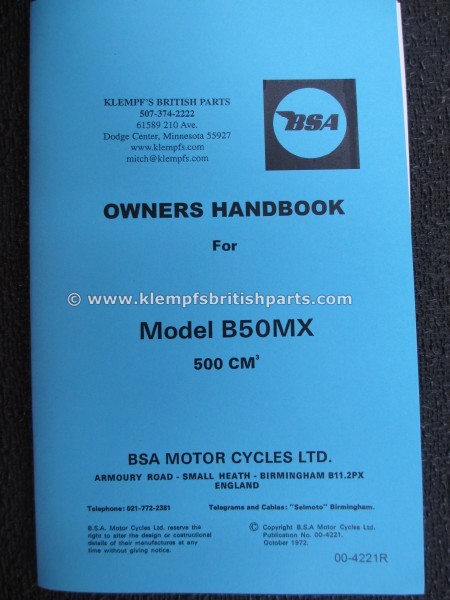 KLEMPF'S BRITISH PARTS
507-374-2222
61589 210 Ave.
Dodge Center, Minnesota 55927
www.klempfs.com
mitch@klempfs.com
BSA
OWNERS HANDBOOK
For
© www.klempfsbritishparts.com
Model B50MX
500 CM³
BSA MOTOR CYCLES LTD.
ARMOURY ROAD - SMALL HEATH - BIRMINGHAM B11.2PX
ENGLAND
Telephone: 021-772-2381 Telegrams and Cables: "Selmoto" Birmingham.
B.S.A. Motor Cycles Ltd. reserve the
right to alter the design or costructional
details of their manufactures at any
time without giving notice.
© Copyright B.S.A. Motor Cycles Ltd.
Publication No. 00-4221.
October 1972.
00-4221R